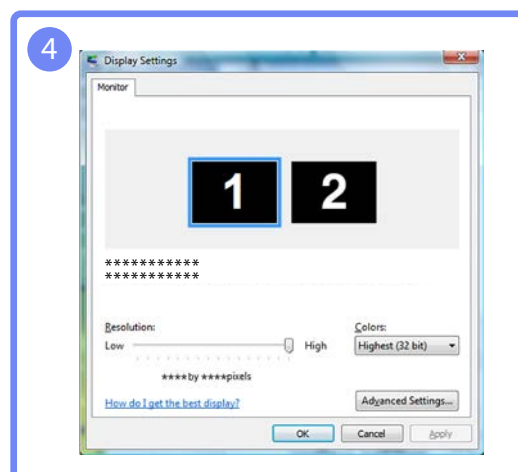 4
Display Settings
Monitor
1 2
***********
***********
Resolution: Colors:
Low High Highest (32 bit)
****by ****pixels
How do I get the best display? Advanced Settings...
OK Cancel Apply